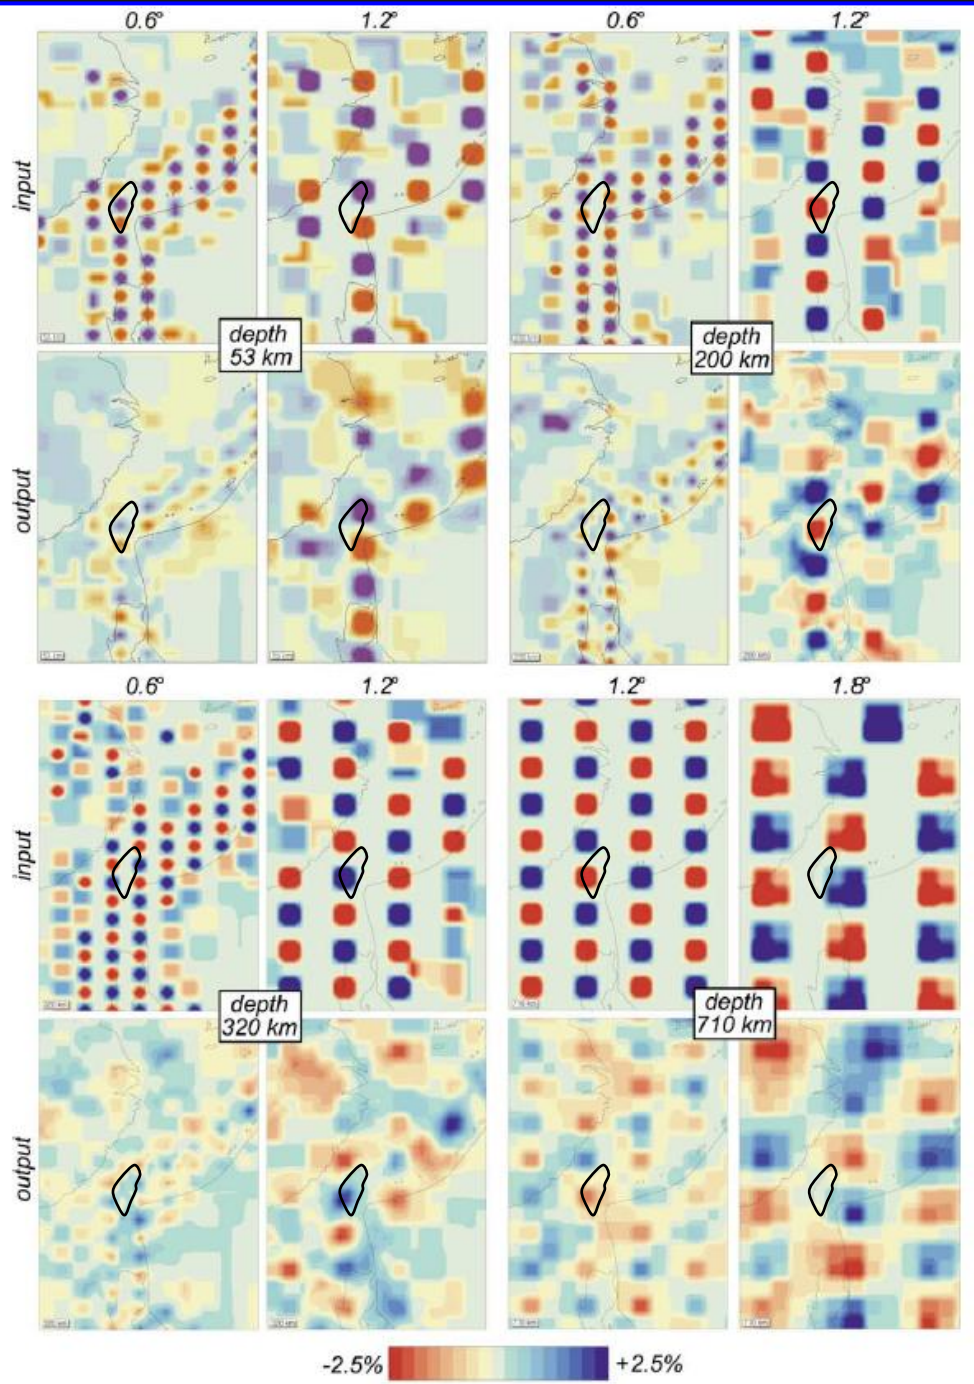 0.6° 1.2° 0.6° 1.2°
input
depth
53 km
depth
200 km
output
0.6° 1.2° 1.2° 1.8°
input
depth
320 km
depth
710 km
output
-2.5% +2.5%